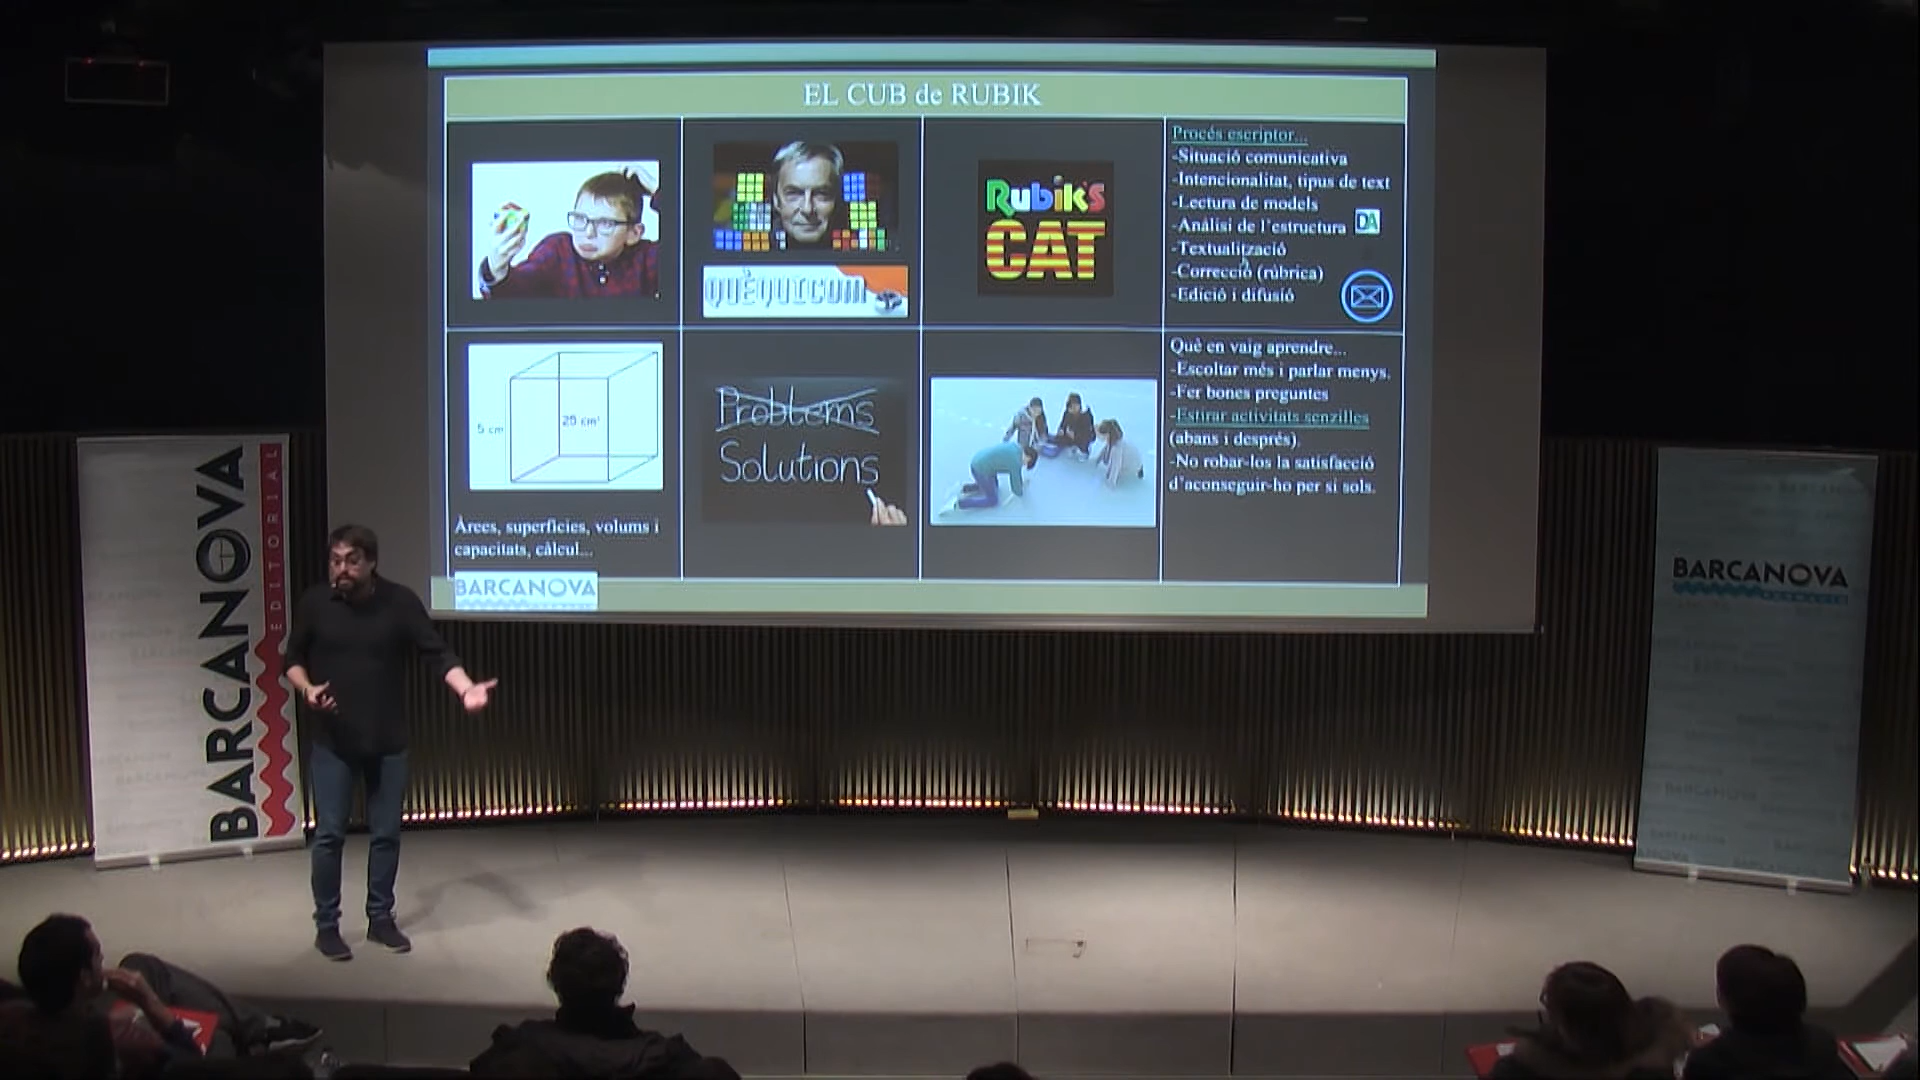 EL CUB de RUBIK
QUÈQUICOM
RUBIK'S
CAT
Procés escriptor...
-Situació comunicativa
-Intencionalitat, tipus de text
-Lectura de models
-Anàlisi de l'estructura
DA
-Textualització
-Correcció (rúbrica)
-Edició i difusió
5 cm
25 cm²
Àrees, superfícies, volums i
capacitats, càlcul...
Problems
Solutions
Què en vaig aprendre...
-Escoltar més i parlar menys.
-Fer bones preguntes
-Estirar activitats senzilles
(abans i després).
-No robar-los la satisfacció
d'aconseguir-ho per si sols.
BARCANOVA
BARCANOVA
EDITORIAL
BARCANOVA